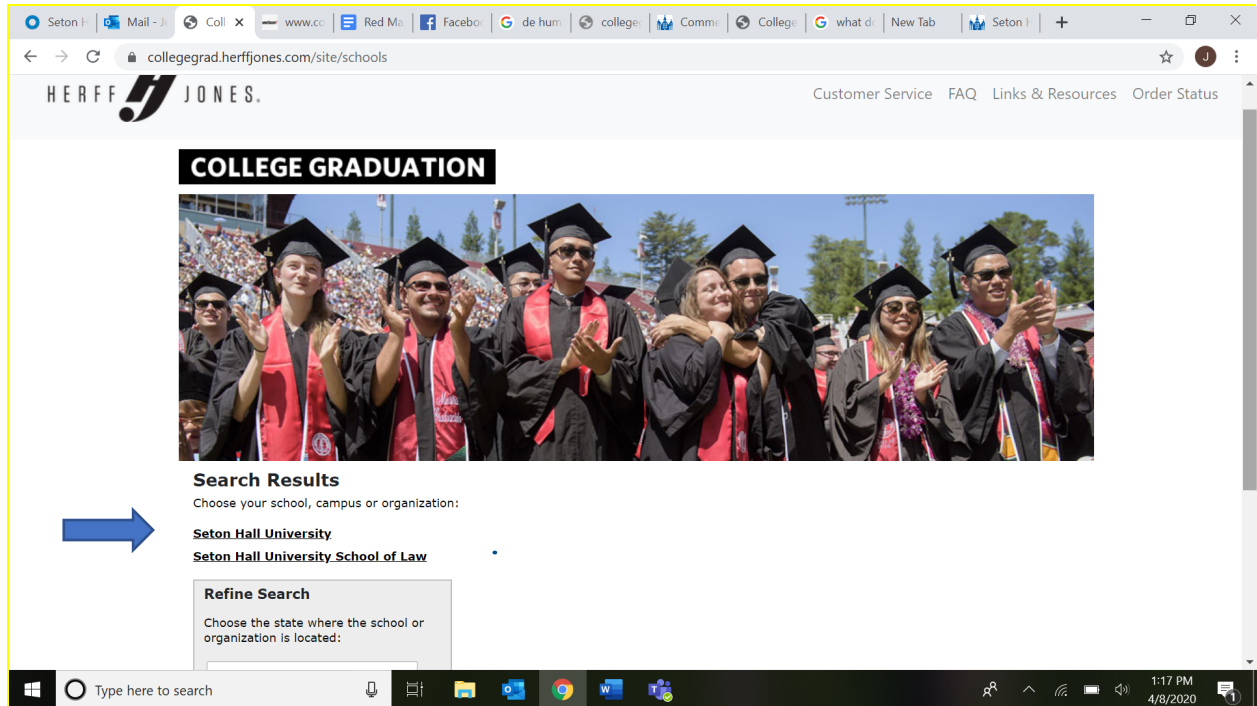 Seton H
Mail - J
Coll
www.co
Red Ma
Facebo
de hum
college
Comme
College
what do
New Tab
Seton H
collegegrad.herffjones.com/site/schools
J
HERFF JONES.
Customer Service FAQ Links & Resources Order Status
COLLEGE GRADUATION
Search Results
Choose your school, campus or organization:
Seton Hall University
Seton Hall University School of Law
Refine Search
Choose the state where the school or
organization is located:
Type here to search
1:17 PM
4/8/2020
1